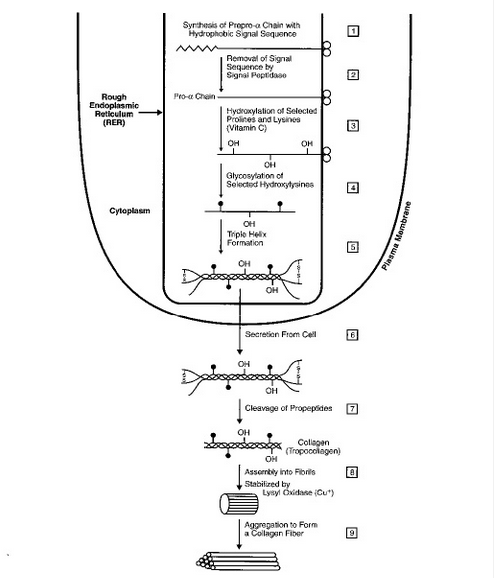 Synthesis of Prepro-α Chain with
Hydrophobic Signal Sequence
1
Removal of Signal
Sequence by
Signal Peptidase
2
Pro-α Chain
Rough
Endoplasmic
Reticulum
(RER)
Hydroxylation of Selected
Prolines and Lysines
(Vitamin C)
3
OH
OH
OH
Glycosylation of
Selected Hydroxylysines
4
Cytoplasm
OH
Triple Helix
Formation
5
Plasma Membrane
OH
OH
Secretion From Cell
6
OH
OH
Cleavage of Propeptides
7
OH
OH
Collagen
(Tropocollagen)
Assembly into Fibrils
8
Stabilized by
Lysyl Oxidase (Cu⁺)
Aggregation to Form
a Collagen Fiber
9